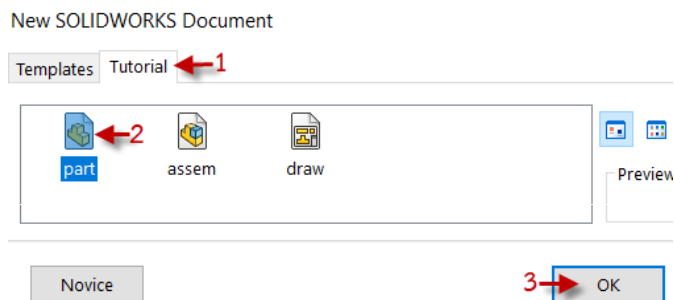 New SOLIDWORKS Document
Templates Tutorial 1
2
part assem draw
Preview
Novice 3 OK